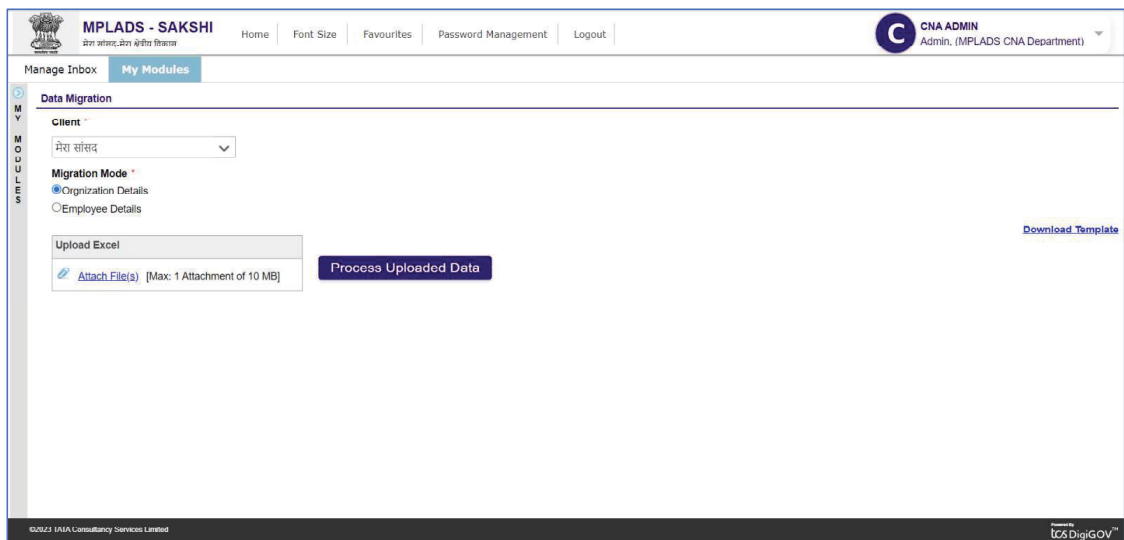 MPLADS - SAKSHI
मेरा सांसद-मेरा क्षेत्रीय विकास
Home Font Size Favourites Password Management Logout
C
CNA ADMIN
Admin, (MPLADS CNA Department)
Manage Inbox My Modules
MY MODULES
Data Migration
Client *
मेरा सांसद
Migration Mode *
Orgnization Details
Employee Details
Download Template
Upload Excel
Attach File(s) [Max: 1 Attachment of 10 MB]
Process Uploaded Data
©2023 TATA Consultancy Services Limited
Powered By
tcs DigiGOV™